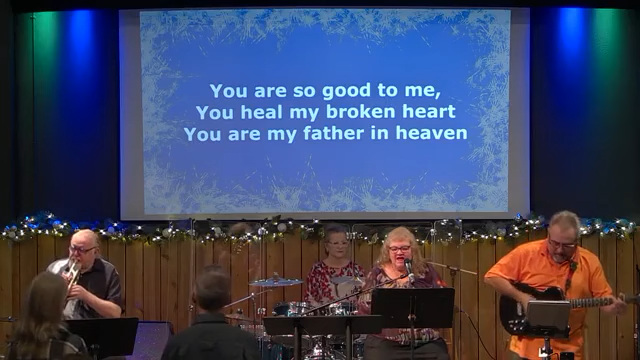 You are so good to me,
You heal my broken heart
You are my father in heaven